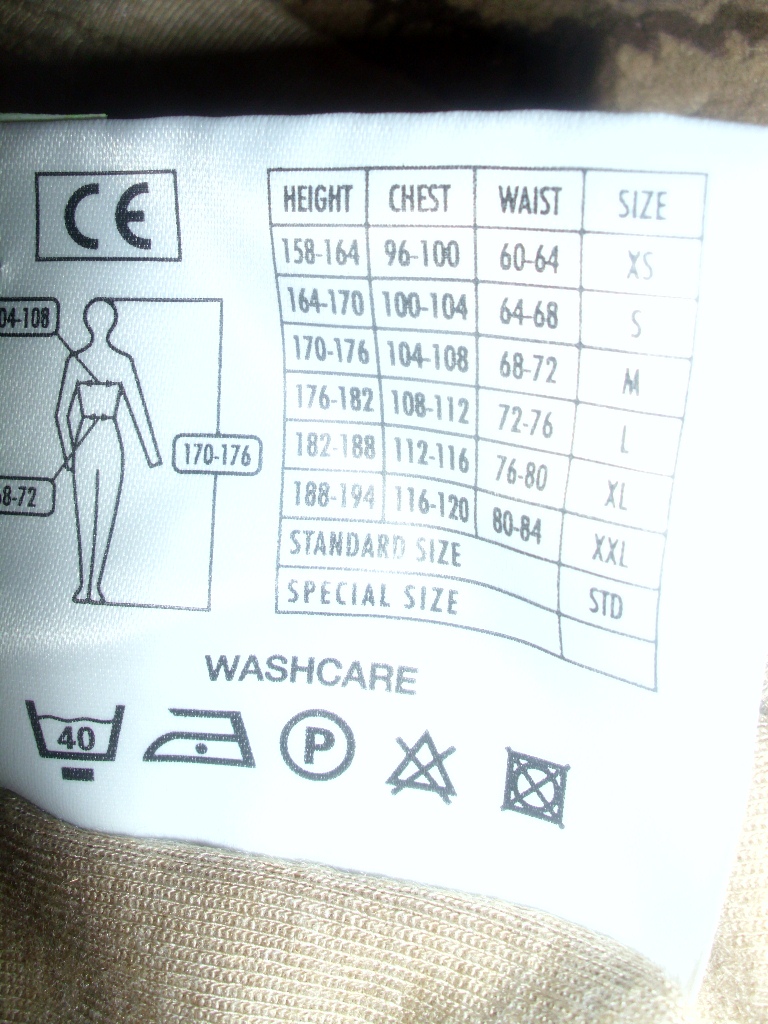 CE
HEIGHT CHEST WAIST SIZE
158-164 96-100 60-64 XS
164-170 100-104 64-68 S
170-176 104-108 68-72 M
176-182 108-112 72-76 L
182-188 112-116 76-80 XL
188-194 116-120 80-84 XXL
STANDARD SIZE STD
SPECIAL SIZE
04-108
170-176
8-72
WASHCARE
40
P